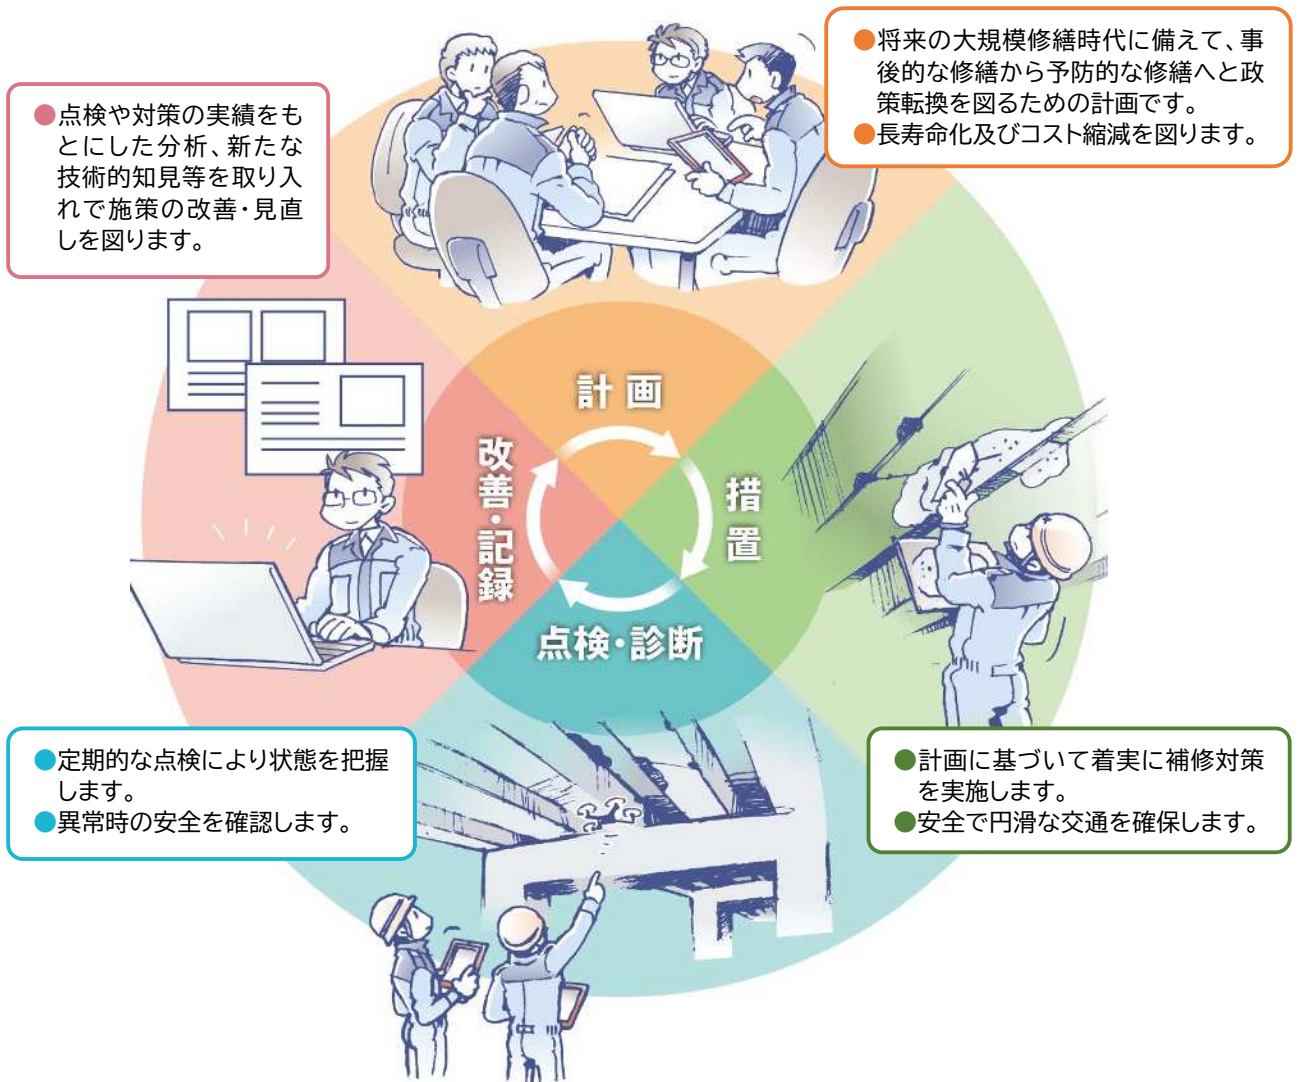 ●将来の大規模修繕時代に備えて、事
後的な修繕から予防的な修繕へと政
策転換を図るための計画です。
●長寿命化及びコスト縮減を図ります。
●点検や対策の実績をも
とにした分析、新たな
技術的知見等を取り入
れで施策の改善・見直
しを図ります。
計画
措置
点検・診断
改善・記録
●定期的な点検により状態を把握
します。
●異常時の安全を確認します。
●計画に基づいて着実に補修対策
を実施します。
●安全で円滑な交通を確保します。